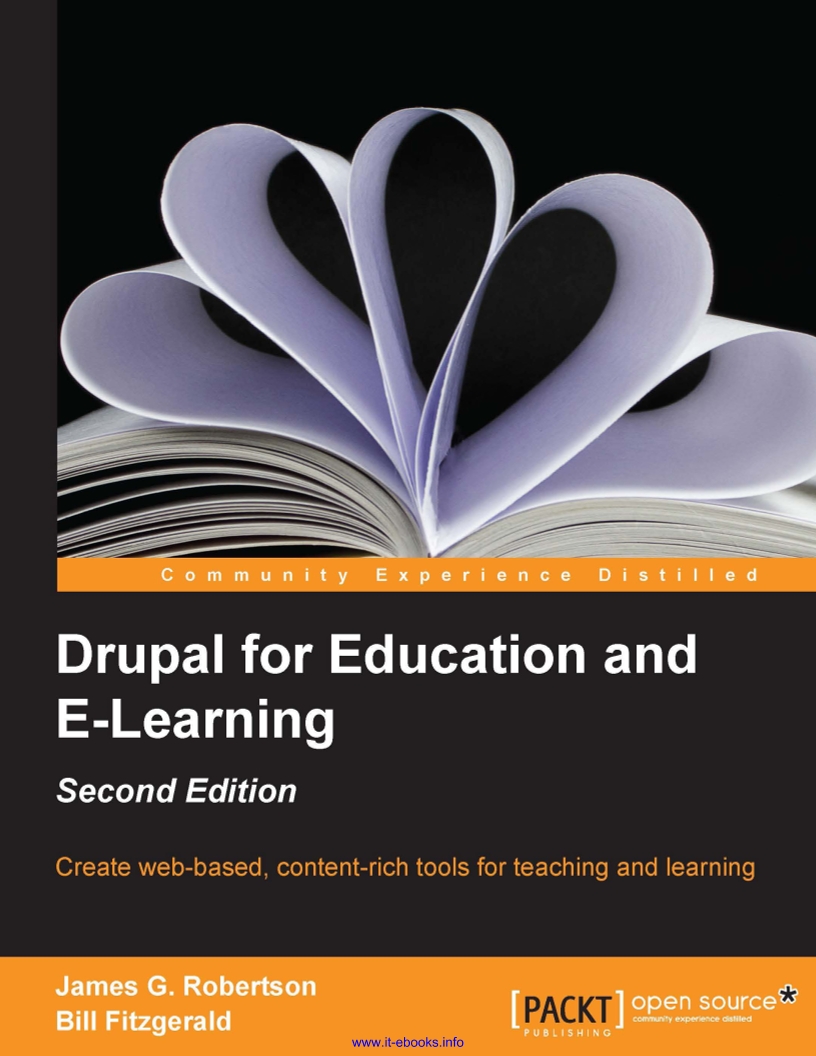 Community Experience Distilled
Drupal for Education and
E-Learning
Second Edition
Create web-based, content-rich tools for teaching and learning
James G. Robertson
Bill Fitzgerald
[PACKT]
PUBLISHING
open source*
community experience distilled
www.it-ebooks.info